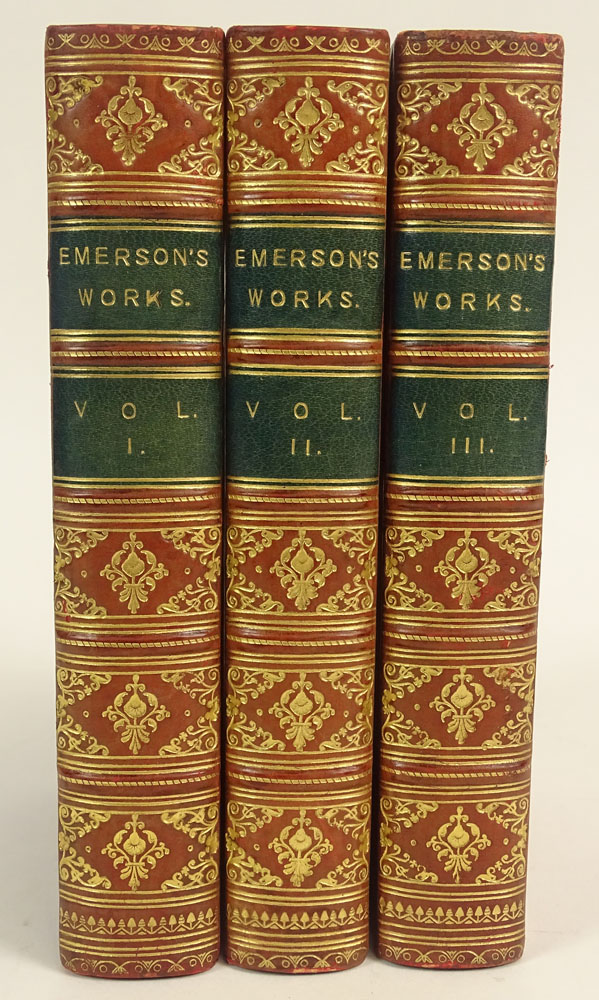 EMERSON'S
WORKS.
VOL.
I.
EMERSON'S
WORKS.
VOL.
II.
EMERSON'S
WORKS.
VOL.
III.